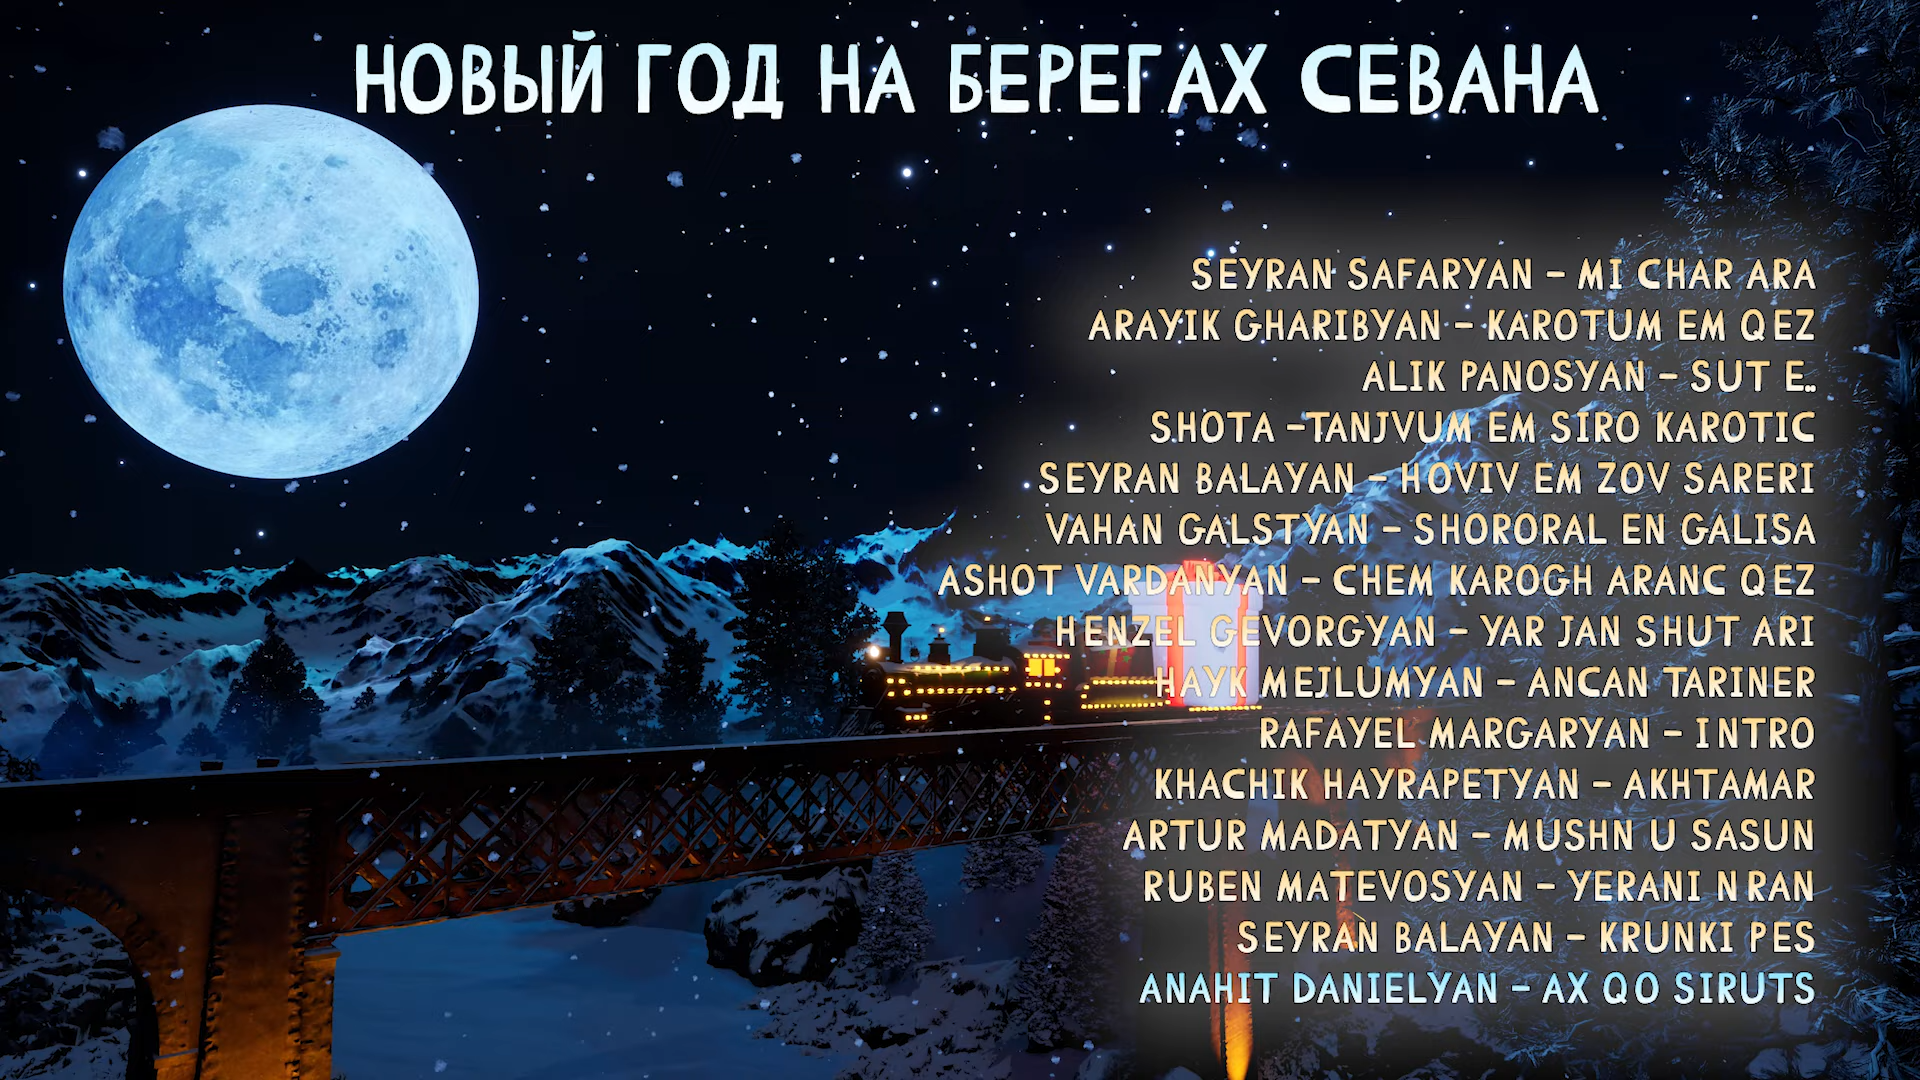 НОВЫЙ ГОД НА БЕРЕГАХ СЕВАНА
SEYRAN SAFARYAN – MI CHAR ARA
ARAYIK GHARIBYAN – KAROTUM EM QEZ
ALIK PANOSYAN – SUT E..
SHOTA –TANJVUM EM SIRO KAROTIC
SEYRAN BALAYAN – HOVIV EM ZOV SARERI
VAHAN GALSTYAN – SHORORAL EN GALISA
ASHOT VARDANYAN – CHEM KAROGH ARANC QEZ
HENZEL GEVORGYAN – YAR JAN SHUT ARI
HAYK MEJLUMYAN – ANCAN TARINER
RAFAYEL MARGARYAN – INTRO
KHACHIK HAYRAPETYAN – AKHTAMAR
ARTUR MADATYAN – MUSHN U SASUN
RUBEN MATEVOSYAN – YERANI N RAN
SEYRAN BALAYAN – KRUNKI PES
ANAHIT DANIELYAN – AX QO SIRUTS